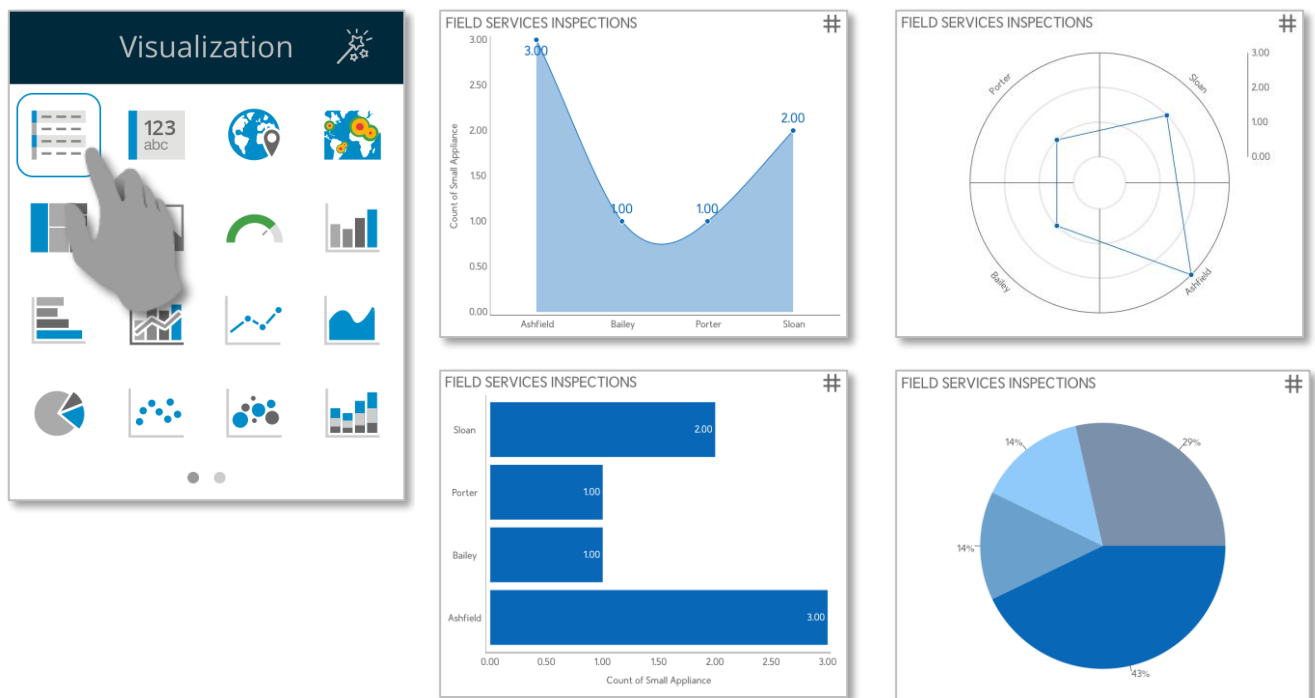 Visualization
123
abc
FIELD SERVICES INSPECTIONS
#
3.00
2.50
2.00
1.50
1.00
0.50
0.00
Count of Small Appliance
3.00
1.00
1.00
2.00
Ashfield Bailey Porter Sloan
FIELD SERVICES INSPECTIONS
#
Porter
Sloan
Bailey
Ashfield
3.00
2.00
1.00
0.00
FIELD SERVICES INSPECTIONS
#
Sloan 2.00
Porter 1.00
Bailey 1.00
Ashfield 3.00
0.00 0.50 1.00 1.50 2.00 2.50 3.00
Count of Small Appliance
FIELD SERVICES INSPECTIONS
#
14%
29%
14%
43%